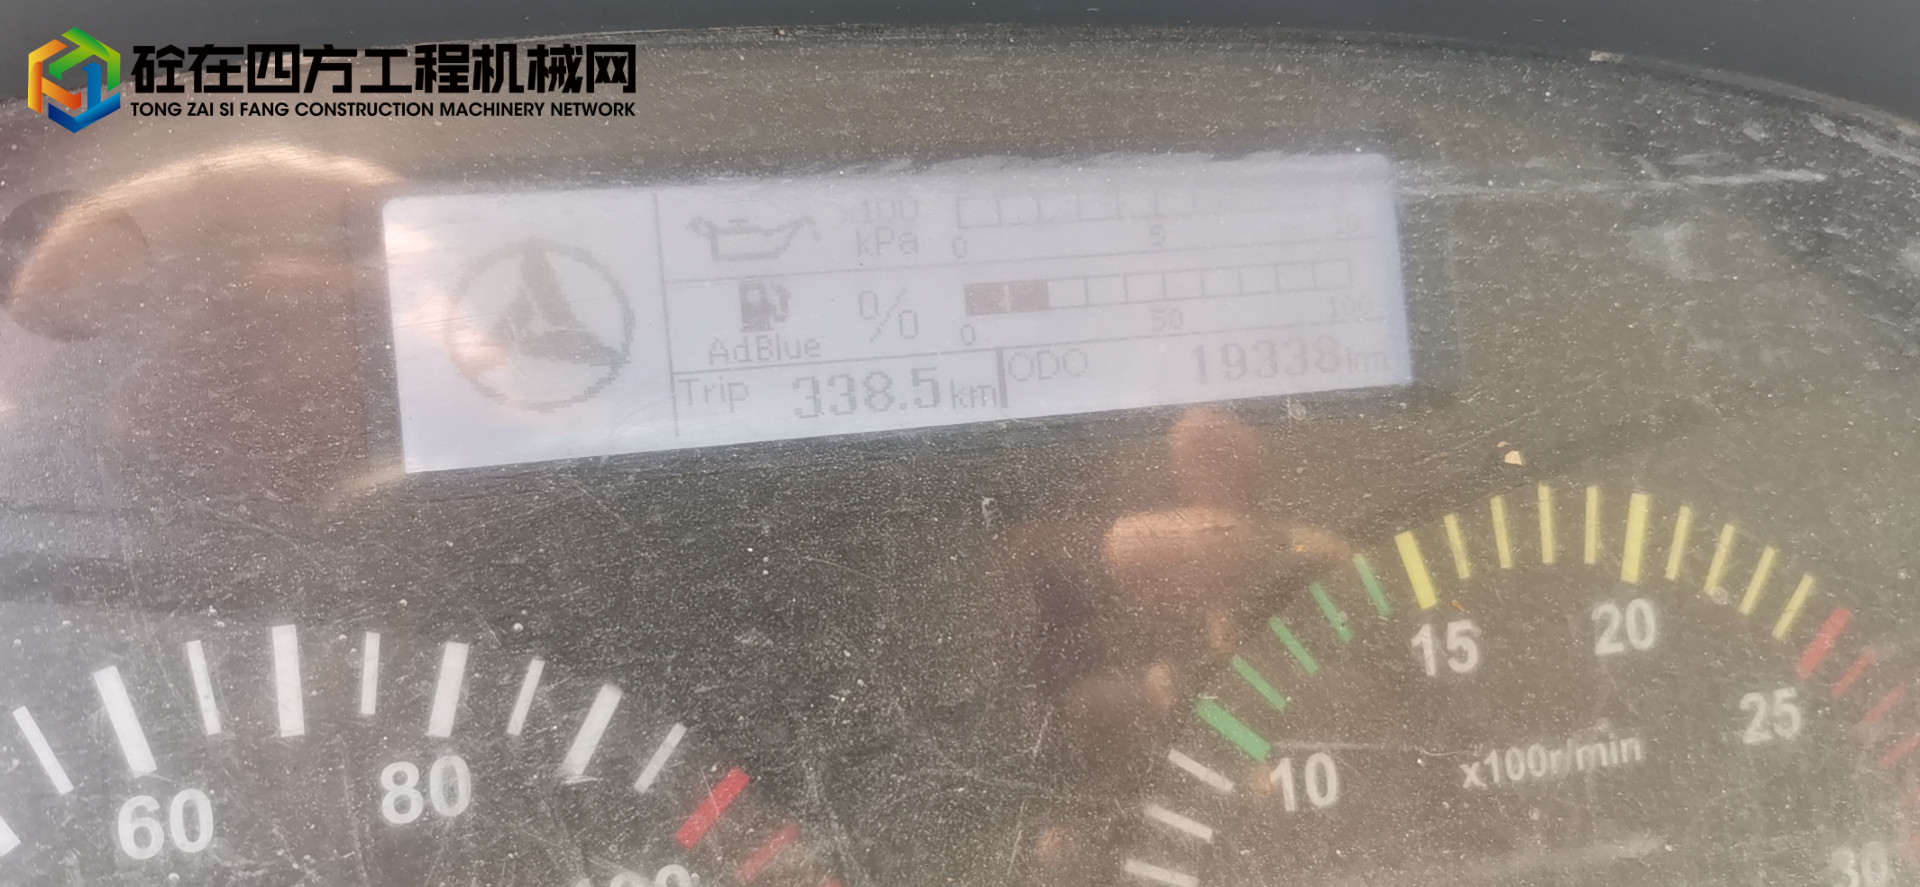 砼在四方工程机械网
TONG ZAI SI FANG CONSTRUCTION MACHINERY NETWORK
x100
kPa
0 5 10
AdBlue % 0 50 100
Trip 338.5km
ODO 19338km
60
80
100
10
15
20
25
30
x100r/min